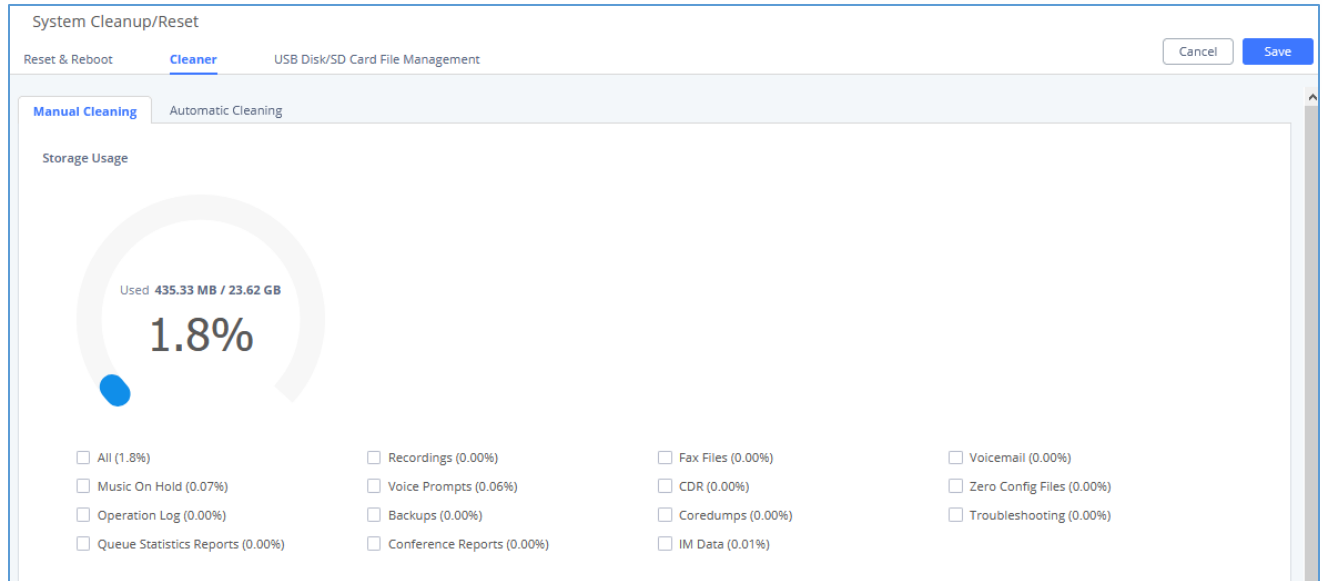 System Cleanup/Reset
Reset & Reboot Cleaner USB Disk/SD Card File Management Cancel Save
Manual Cleaning Automatic Cleaning
Storage Usage
Used 435.33 MB / 23.62 GB
1.8%
All (1.8%) Recordings (0.00%) Fax Files (0.00%) Voicemail (0.00%)
Music On Hold (0.07%) Voice Prompts (0.06%) CDR (0.00%) Zero Config Files (0.00%)
Operation Log (0.00%) Backups (0.00%) Coredumps (0.00%) Troubleshooting (0.00%)
Queue Statistics Reports (0.00%) Conference Reports (0.00%) IM Data (0.01%)